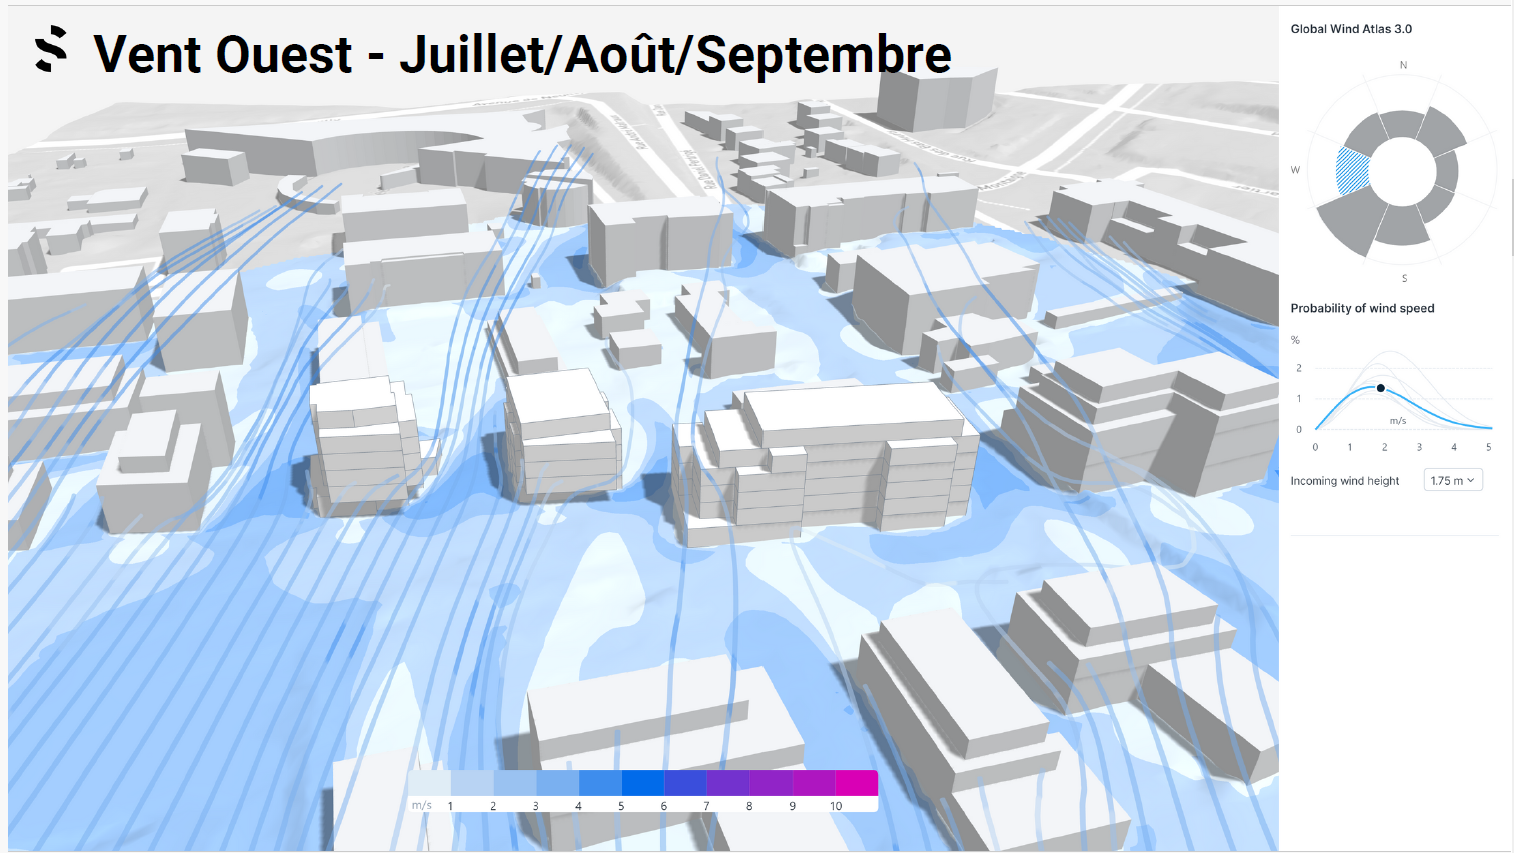 Vent Ouest - Juillet/Août/Septembre
Global Wind Atlas 3.0
N
W
S
Probability of wind speed
%
2
1
0
m/s
0 1 2 3 4 5
Incoming wind height 1.75 m
m/s 1 2 3 4 5 6 7 8 9 10